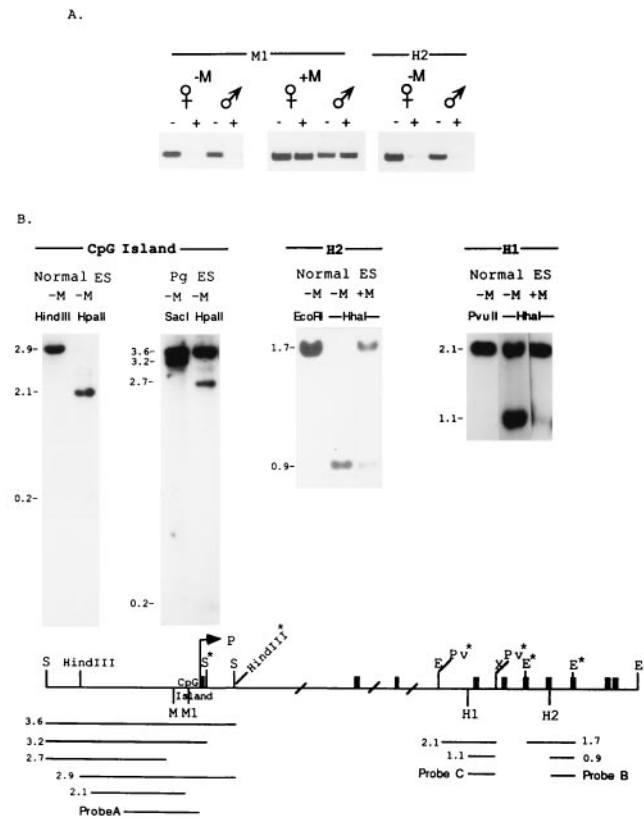 A.
M1 H2
-M +M -M
♀ ♂ ♀ ♂ ♀ ♂
- + - + - + - + - + - +
B.
CpG Island H2 H1
Normal ES Pg ES Normal ES Normal ES
-M -M -M -M -M -M +M -M -M +M
HindIII HpaII SacI HpaII EcoRI —HhaI— PvuII —HhaI—
2.9- 3.6- 1.7- 2.1-
3.2-
2.7-
2.1- 1.1-
0.9-
0.2-
0.2-
P HindIII*
S HindIII CpG S* S E Pv* X Pv* E* E* E
Island
M M1 H1 H2
3.6
3.2 2.1 1.7
2.7 1.1 0.9
2.9 Probe C Probe B
2.1
ProbeA